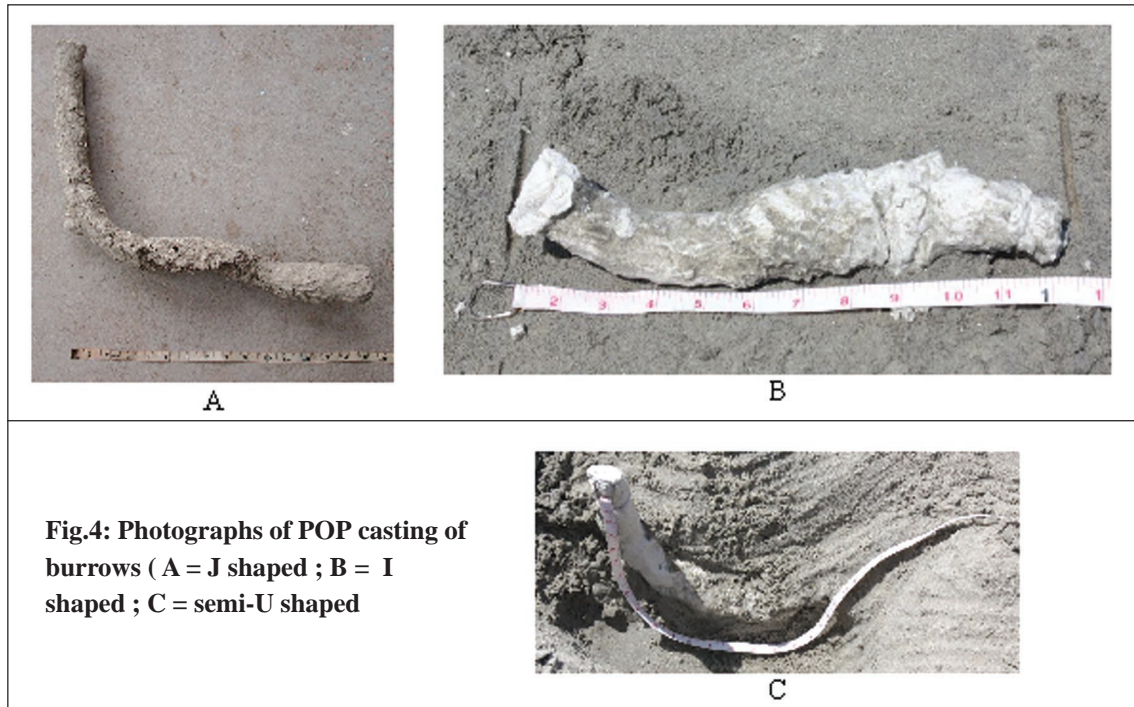 A
B
2 3 4 5 6 7 8 9 10 11 1 1
Fig.4: Photographs of POP casting of
burrows ( A = J shaped ; B = I
shaped ; C = semi-U shaped
C